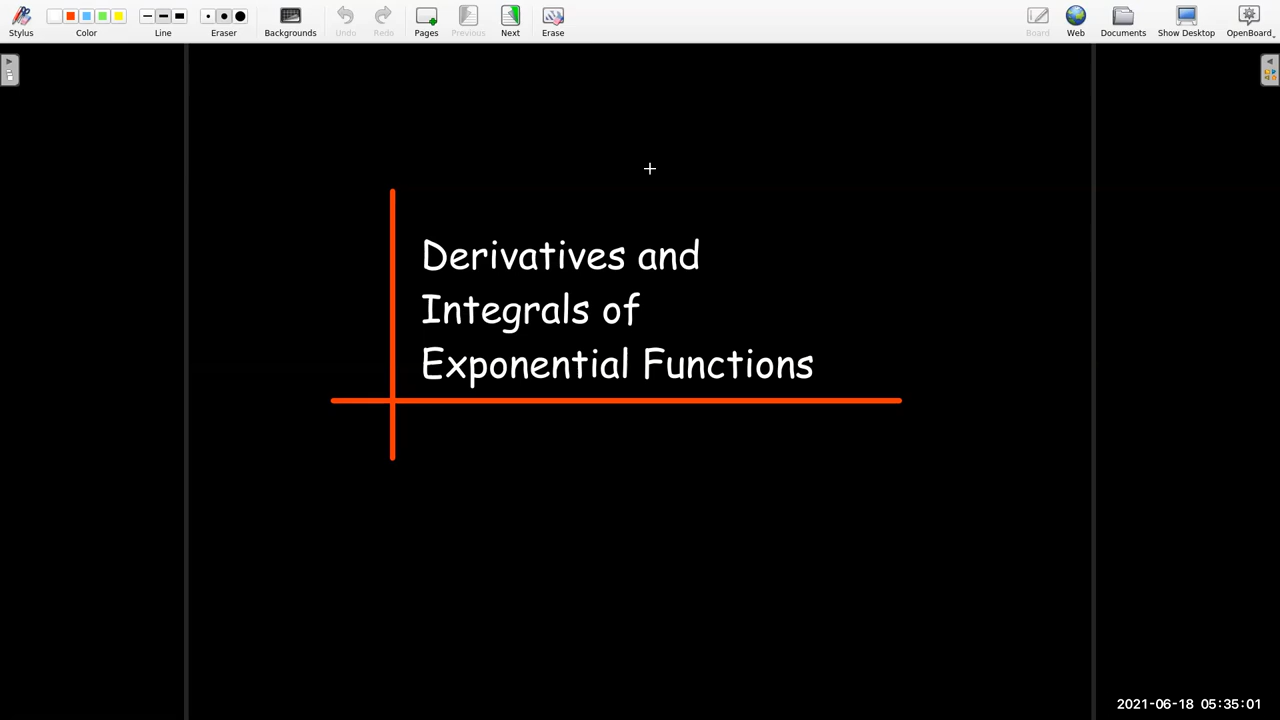 Stylus
Color
Line
Eraser
Backgrounds
Undo
Redo
Pages
Previous
Next
Erase
Board
Web
Documents
Show Desktop
OpenBoard
Derivatives and
Integrals of
Exponential Functions
2021-06-18 05:35:01